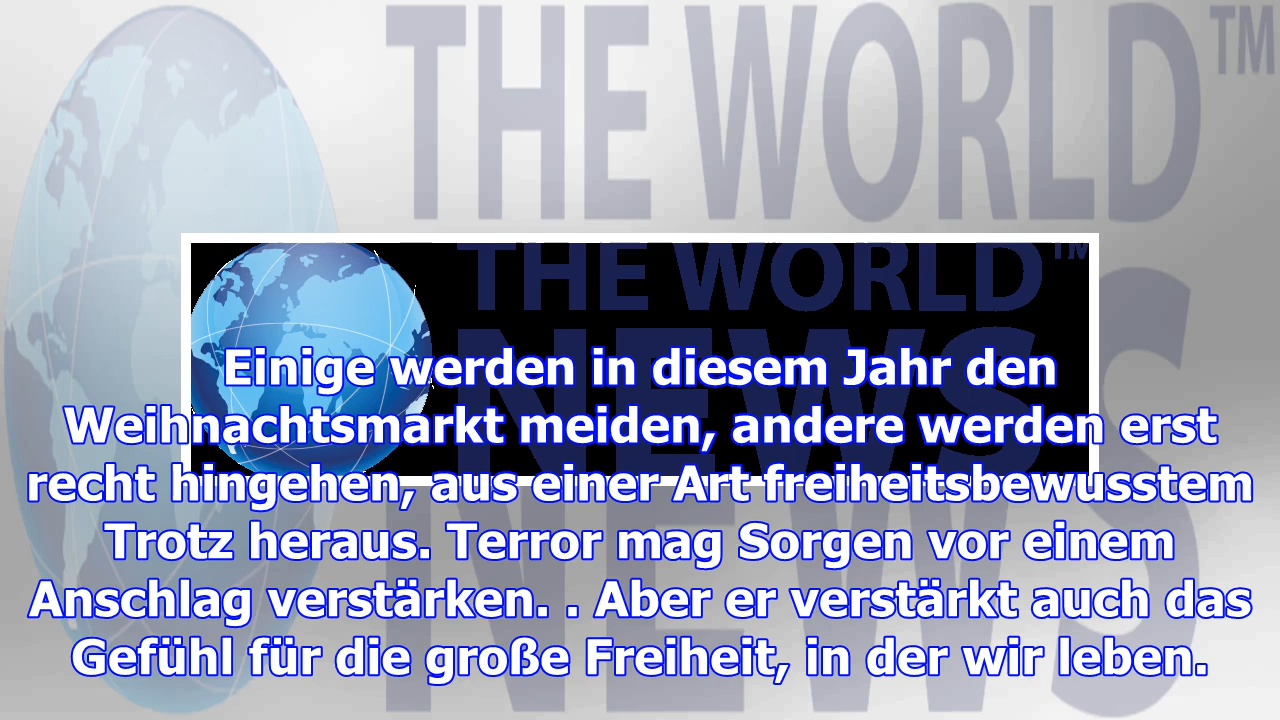 THE WORLD™
THE WORLD™
NEWS
Einige werden in diesem Jahr den
Weihnachtsmarkt meiden, andere werden erst
recht hingehen, aus einer Art freiheitsbewusstem
Trotz heraus. Terror mag Sorgen vor einem
Anschlag verstärken. . Aber er verstärkt auch das
Gefühl für die große Freiheit, in der wir leben.
NEWS